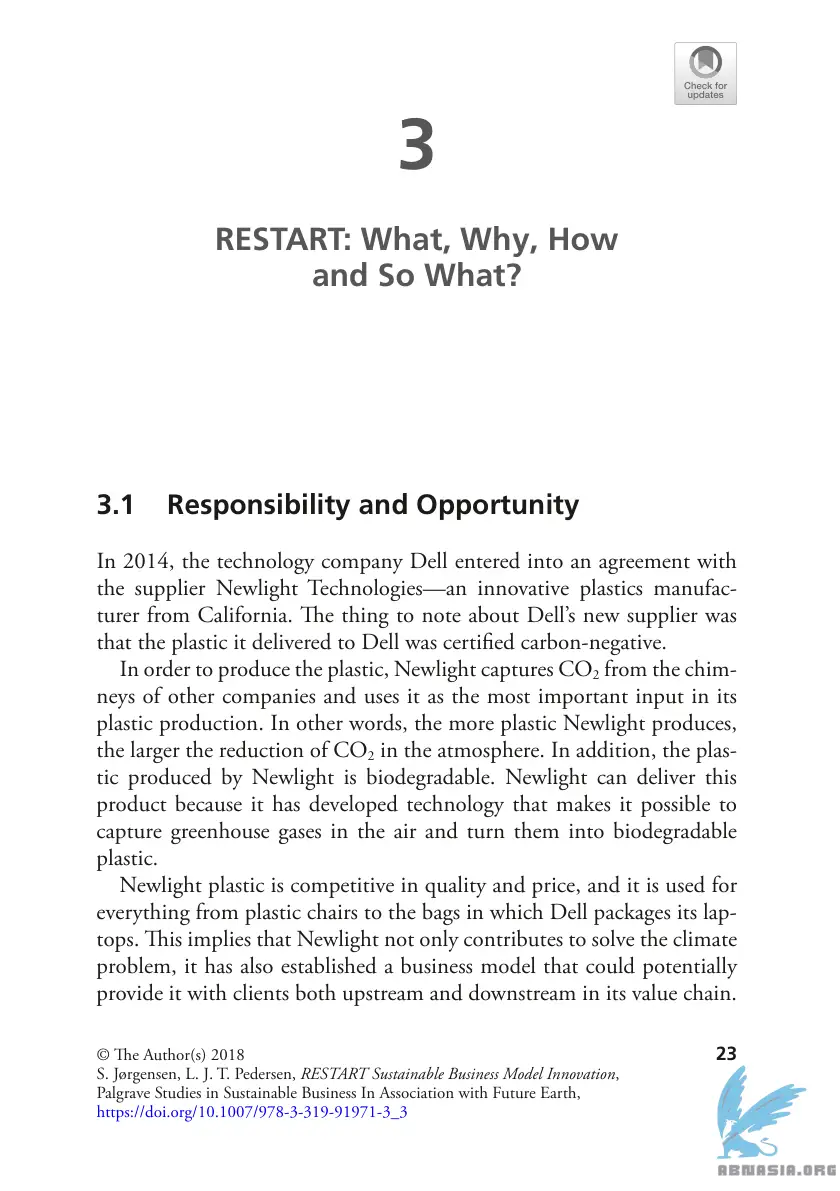 Check for
updates
3
RESTART: What, Why, How
and So What?
3.1 Responsibility and Opportunity
In 2014, the technology company Dell entered into an agreement with
the supplier Newlight Technologies—an innovative plastics manufac-
turer from California. The thing to note about Dell’s new supplier was
that the plastic it delivered to Dell was certified carbon-negative.
In order to produce the plastic, Newlight captures CO₂ from the chim-
neys of other companies and uses it as the most important input in its
plastic production. In other words, the more plastic Newlight produces,
the larger the reduction of CO₂ in the atmosphere. In addition, the plas-
tic produced by Newlight is biodegradable. Newlight can deliver this
product because it has developed technology that makes it possible to
capture greenhouse gases in the air and turn them into biodegradable
plastic.
Newlight plastic is competitive in quality and price, and it is used for
everything from plastic chairs to the bags in which Dell packages its lap-
tops. This implies that Newlight not only contributes to solve the climate
problem, it has also established a business model that could potentially
provide it with clients both upstream and downstream in its value chain.
© The Author(s) 2018
23
S. Jørgensen, L. J. T. Pedersen, RESTART Sustainable Business Model Innovation,
Palgrave Studies in Sustainable Business In Association with Future Earth,
https://doi.org/10.1007/978-3-319-91971-3_3
ABNASIA.ORG